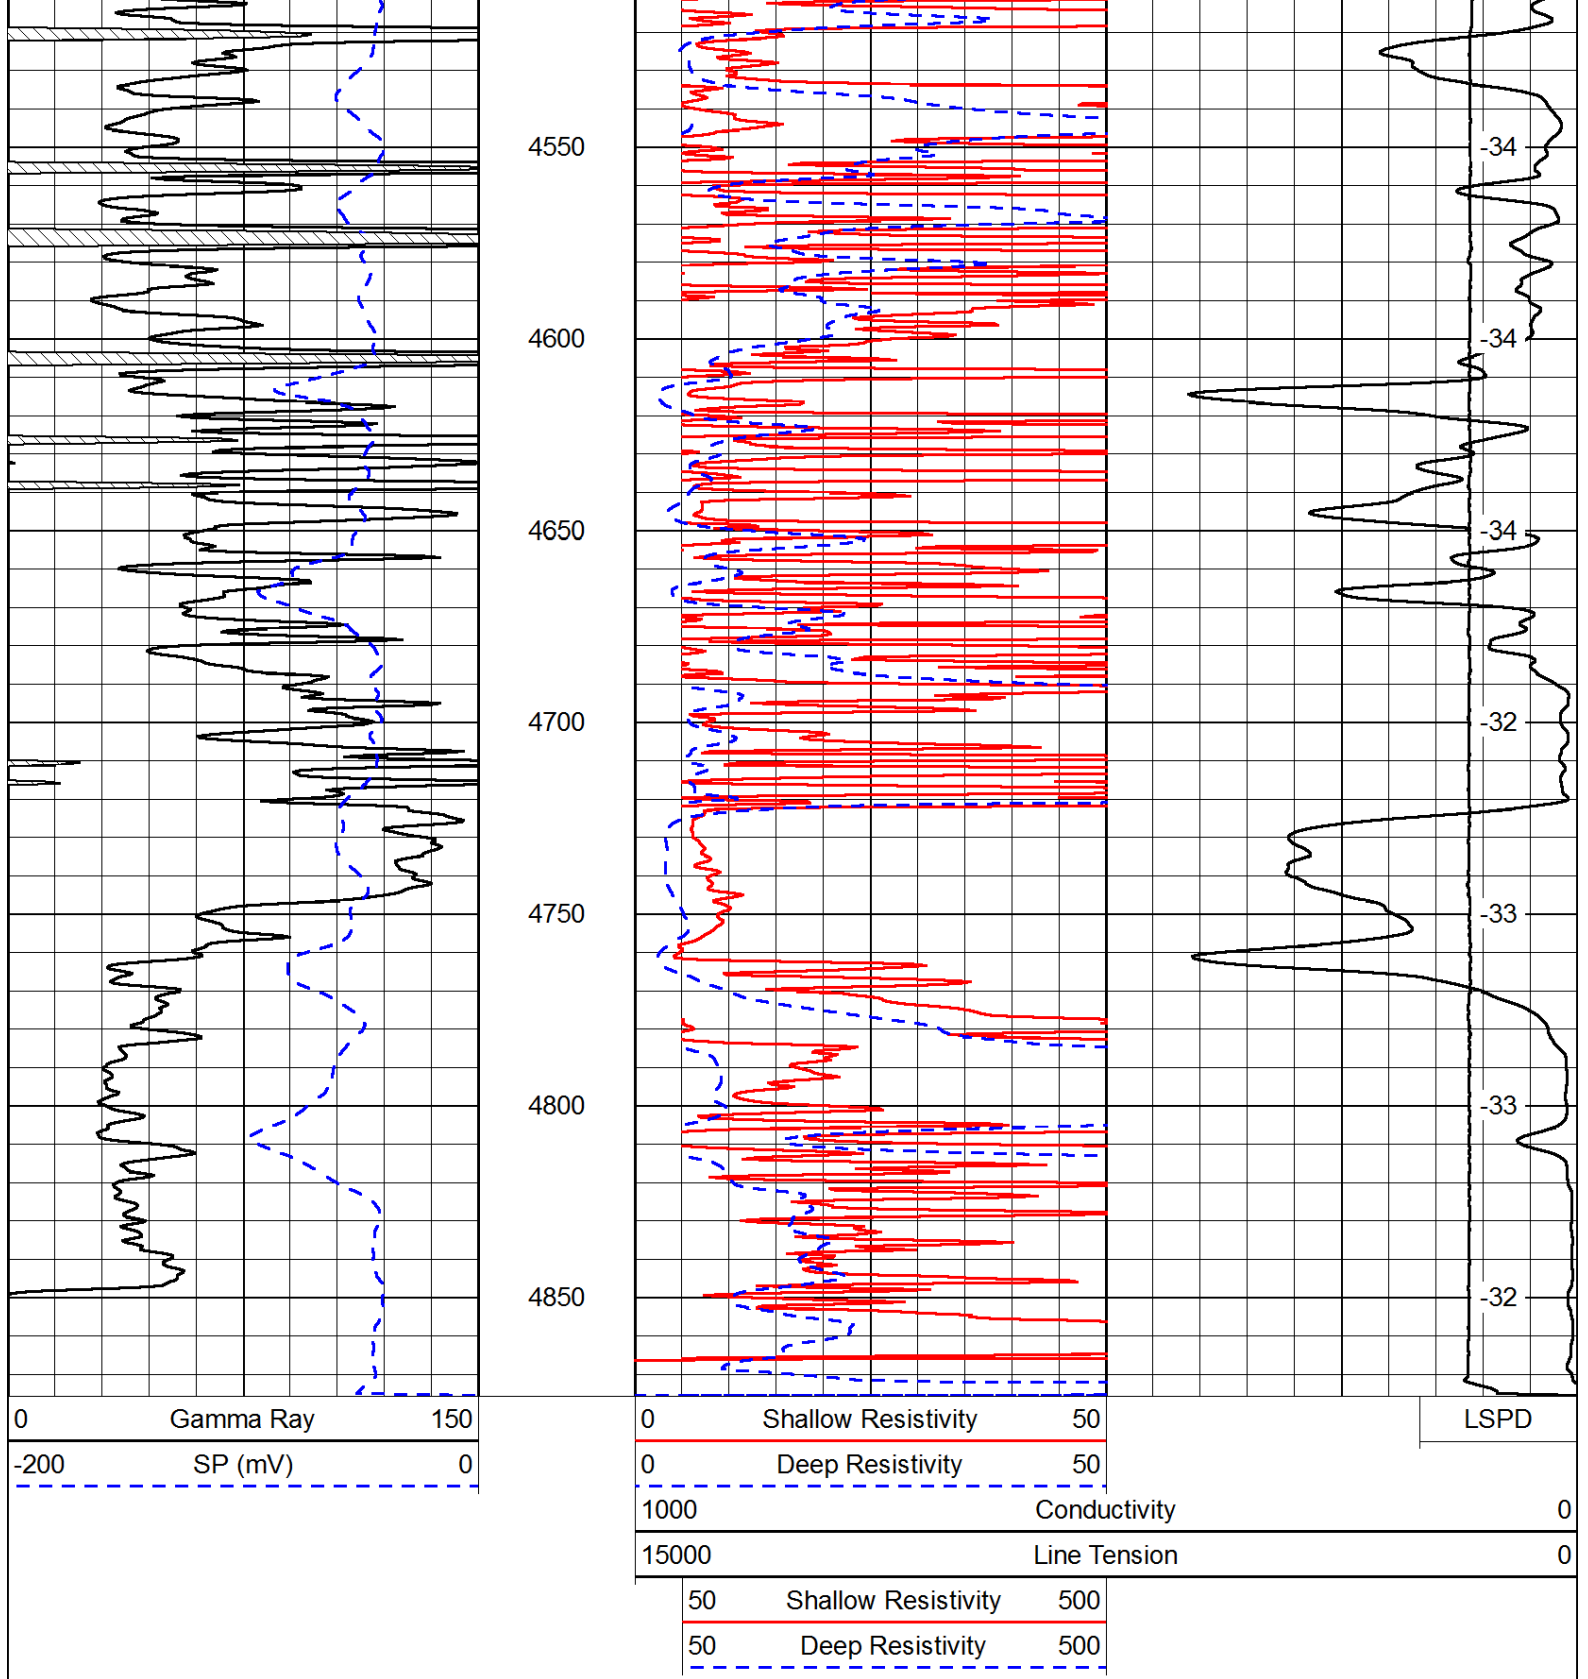 4550 -34
4600 -34
4650 -34
4700 -32
4750 -33
4800 -33
4850 -32
0 Gamma Ray 150
-200 SP (mV) 0
0 Shallow Resistivity 50
0 Deep Resistivity 50
1000 Conductivity 0
15000 Line Tension 0
50 Shallow Resistivity 500
50 Deep Resistivity 500
LSPD